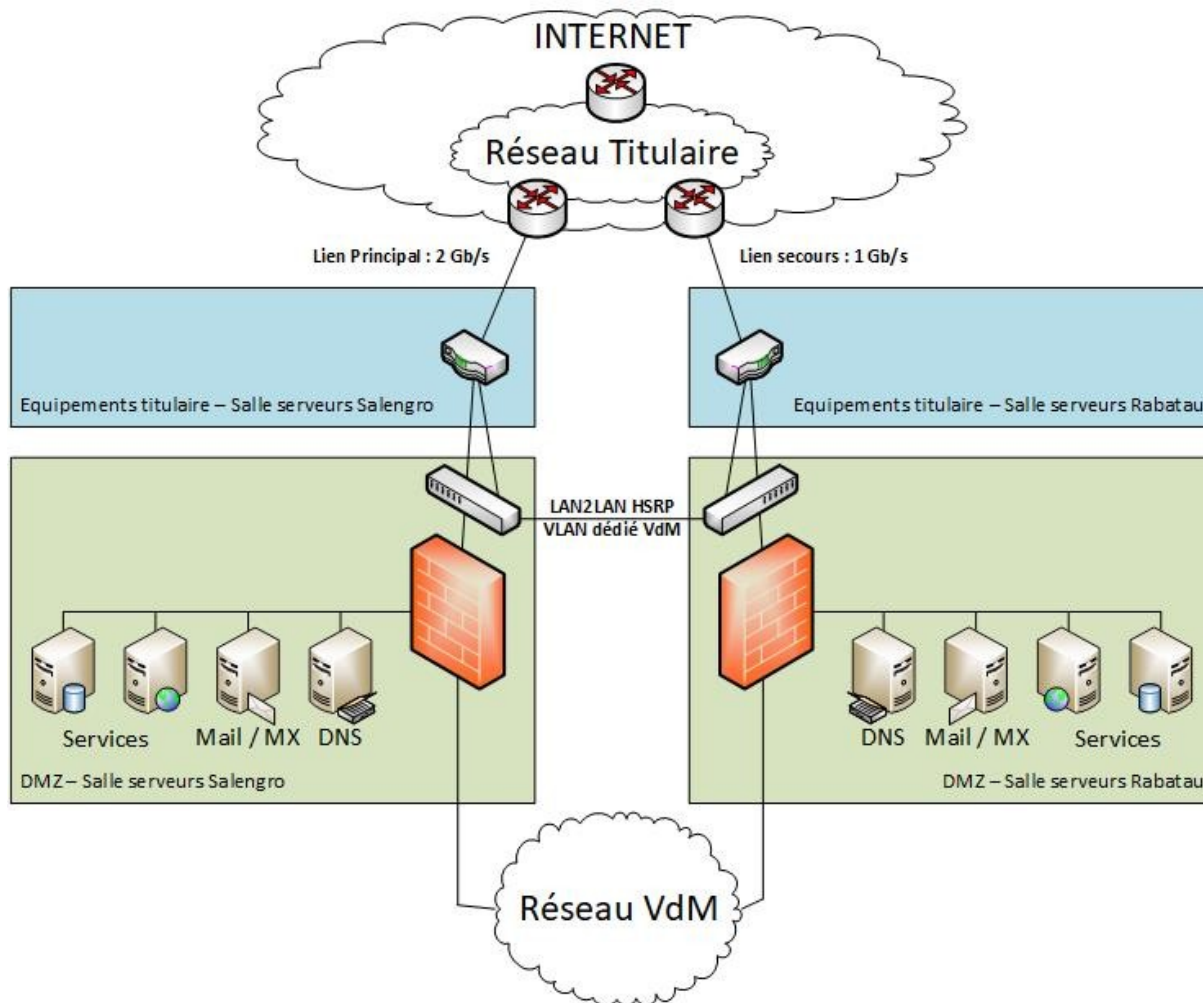 INTERNET
Réseau Titulaire
Lien Principal : 2 Gb/s
Lien secours : 1 Gb/s
Equipements titulaire – Salle serveurs Salengro
Equipements titulaire – Salle serveurs Rabatau
LAN2LAN HSRP
VLAN dédié VdM
Services
Mail / MX
DNS
DNS
Mail / MX
Services
DMZ – Salle serveurs Salengro
DMZ – Salle serveurs Rabatau
Réseau VdM